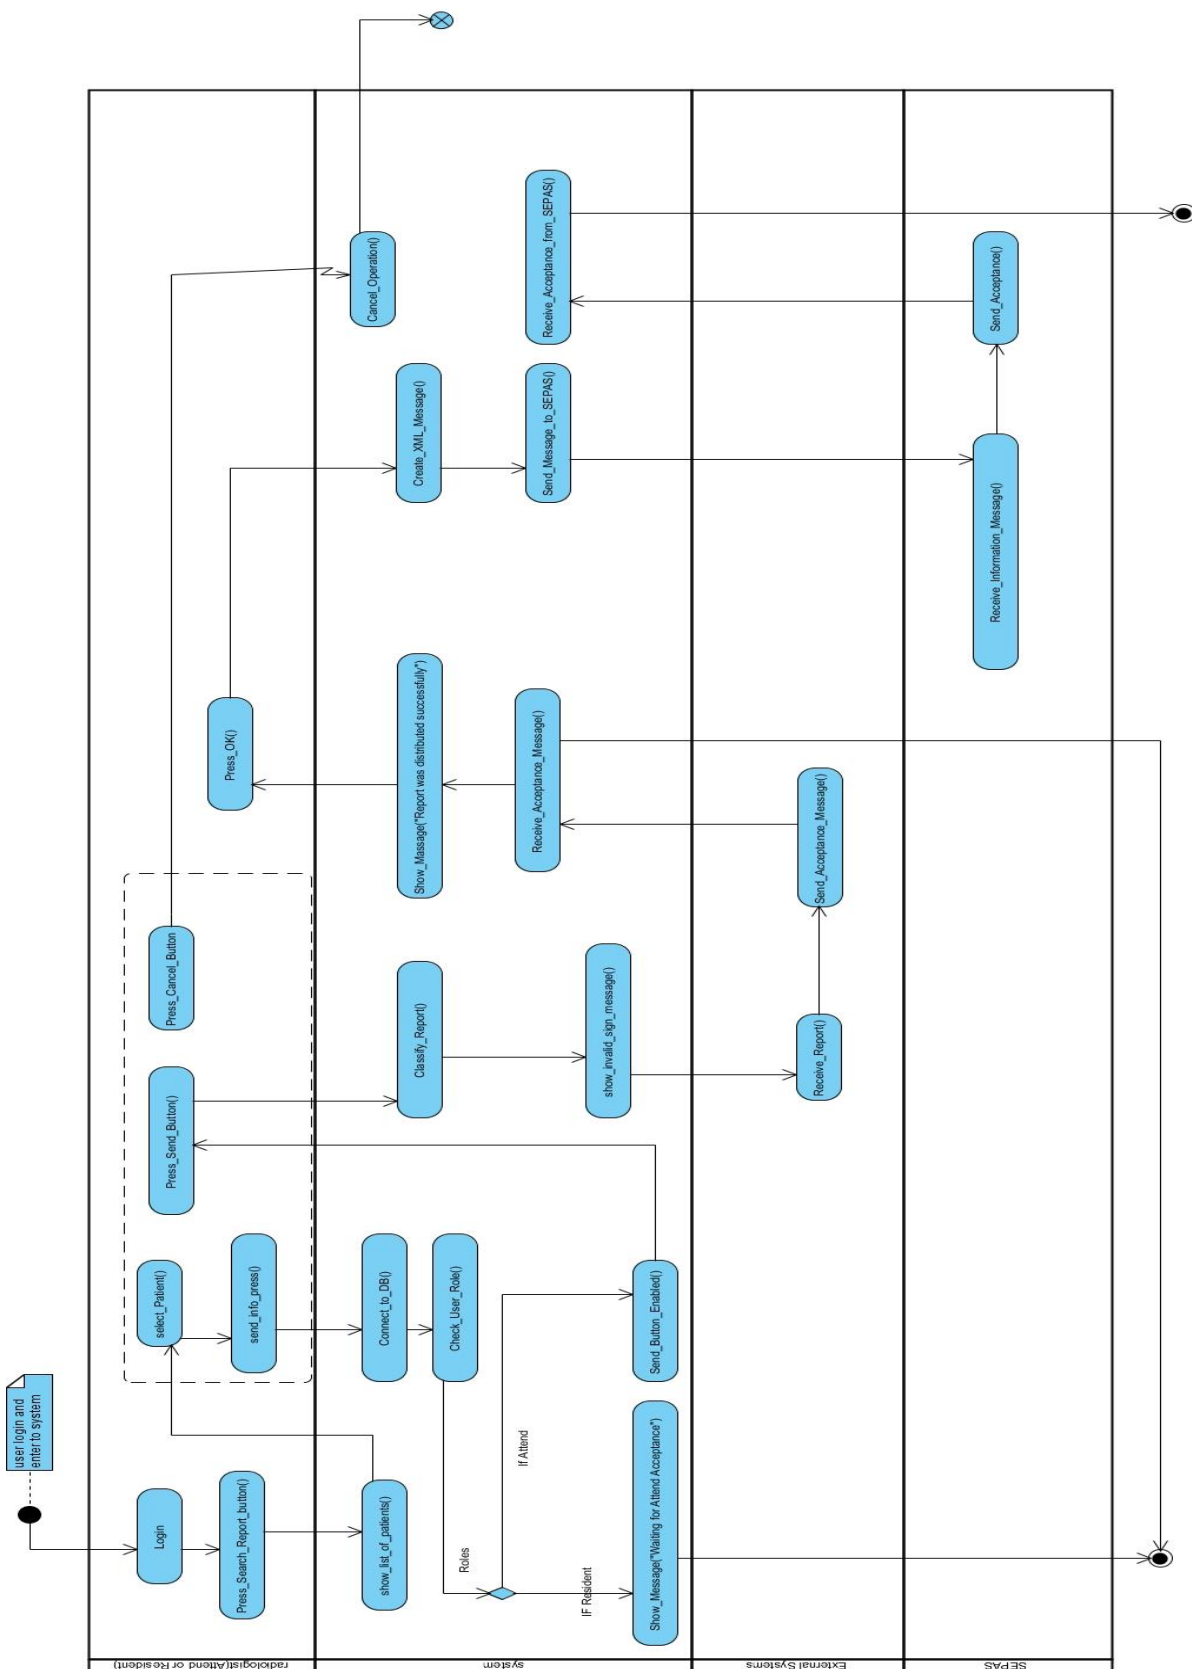 user login and
enter to system
Login
Press_Search_Report_button()
select_Patient()
send_info_press()
Press_Send_Button()
Press_Cancel_Button
Press_OK()
show_list_of_patients()
Connect_to_DB()
Check_User_Role()
Roles
If Attend
IF Resident
Show_Message("Waiting for Attend Acceptance")
Send_Button_Enabled()
Classify_Report()
show_invalid_sign_message()
Show_Massage("Report was distributed successfully")
Receive_Acceptance_Message()
Create_XML_Message()
Send_Message_to_SEPAS()
Cancel_Operation()
Receive_Acceptance_from_SEPAS()
Receive_Report()
Send_Acceptance_Message()
Receive_Information_Message()
Send_Acceptance()
radiologist(Attend or Resident)
system
External Systems
SEPAS